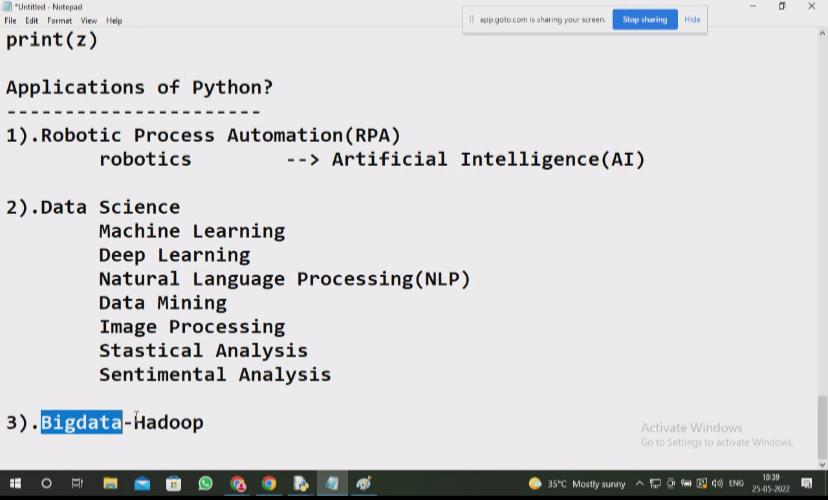 *Untitled - Notepad
File Edit Format View Help
app.goto.com is sharing your screen. Stop sharing Hide
print(z)
Applications of Python?
----------------------
1).Robotic Process Automation(RPA)
robotics --> Artificial Intelligence(AI)
2).Data Science
Machine Learning
Deep Learning
Natural Language Processing(NLP)
Data Mining
Image Processing
Stastical Analysis
Sentimental Analysis
3).Bigdata-Hadoop
Activate Windows
Go to Settings to activate Windows.
35°C Mostly sunny ENG 10:39
25-05-2022